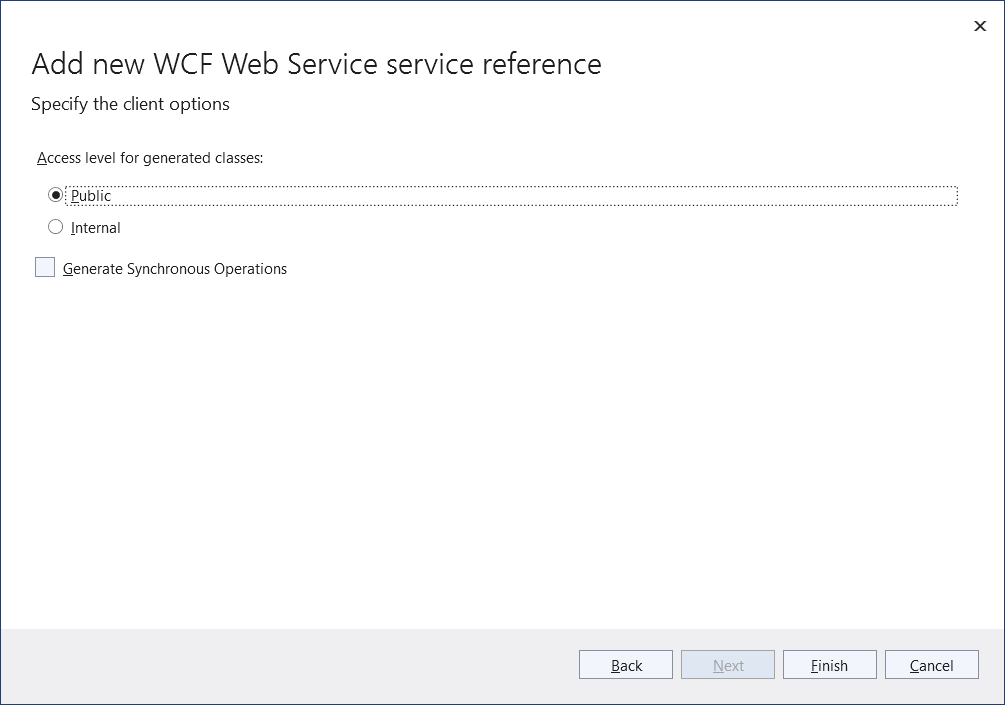 Add new WCF Web Service service reference
Specify the client options
Access level for generated classes:
Public
Internal
Generate Synchronous Operations
Back Next Finish Cancel